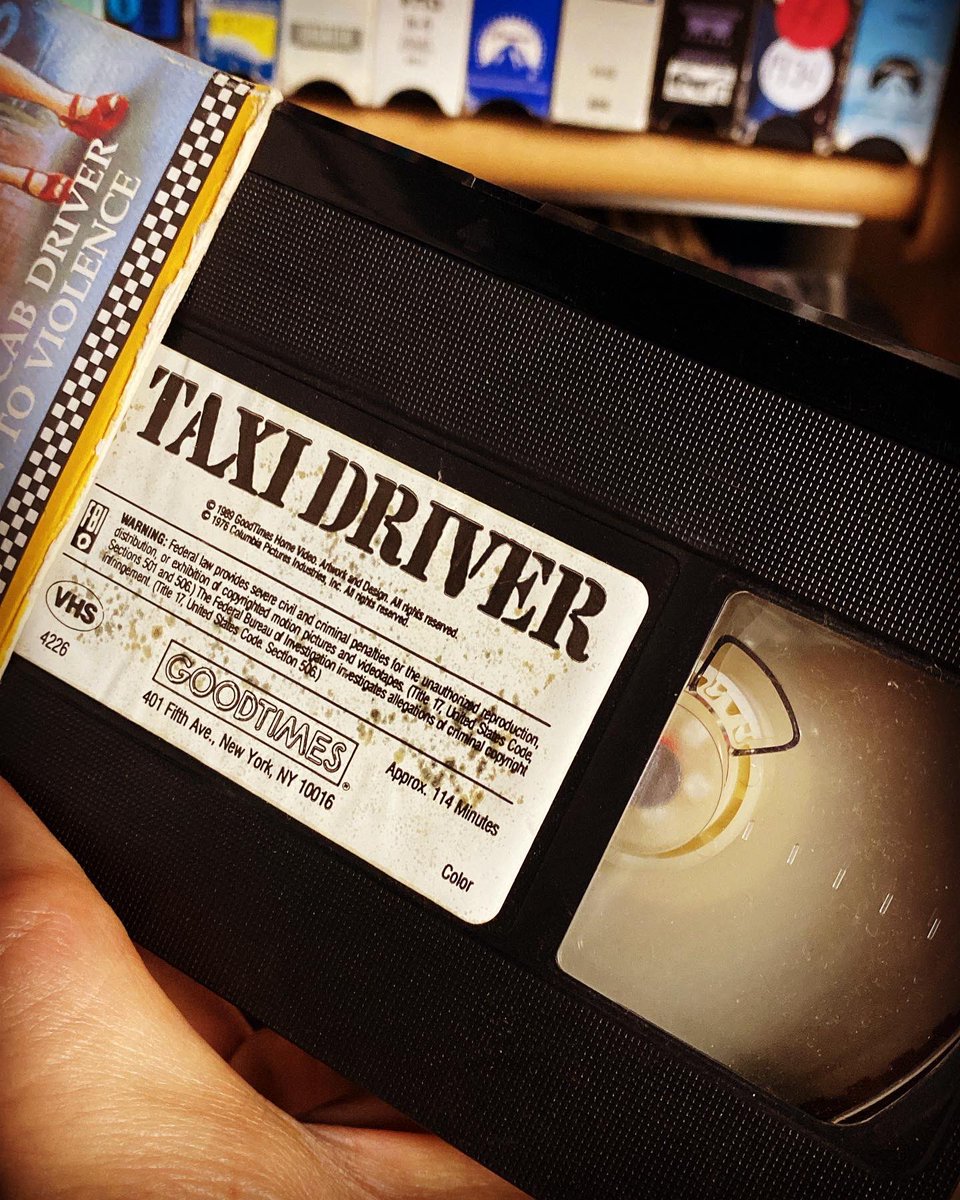 CAB DRIVER
TO VIOLENCE
TAXI DRIVER
© 1989 GoodTimes Home Video. Artwork and Design. All rights reserved.
© 1976 Columbia Pictures Industries, Inc. All rights reserved.
WARNING: Federal law provides severe civil and criminal penalties for the unauthorized reproduction,
distribution, or exhibition of copyrighted motion pictures and videotapes. (Title 17, United States Code,
Sections 501 and 506.) The Federal Bureau of Investigation investigates allegations of criminal copyright
infringement. (Title 17, United States Code. Section 506.)
VHS
4226
GOODTIMES®
401 Fifth Ave., New York, NY 10016
Approx. 114 Minutes
Color